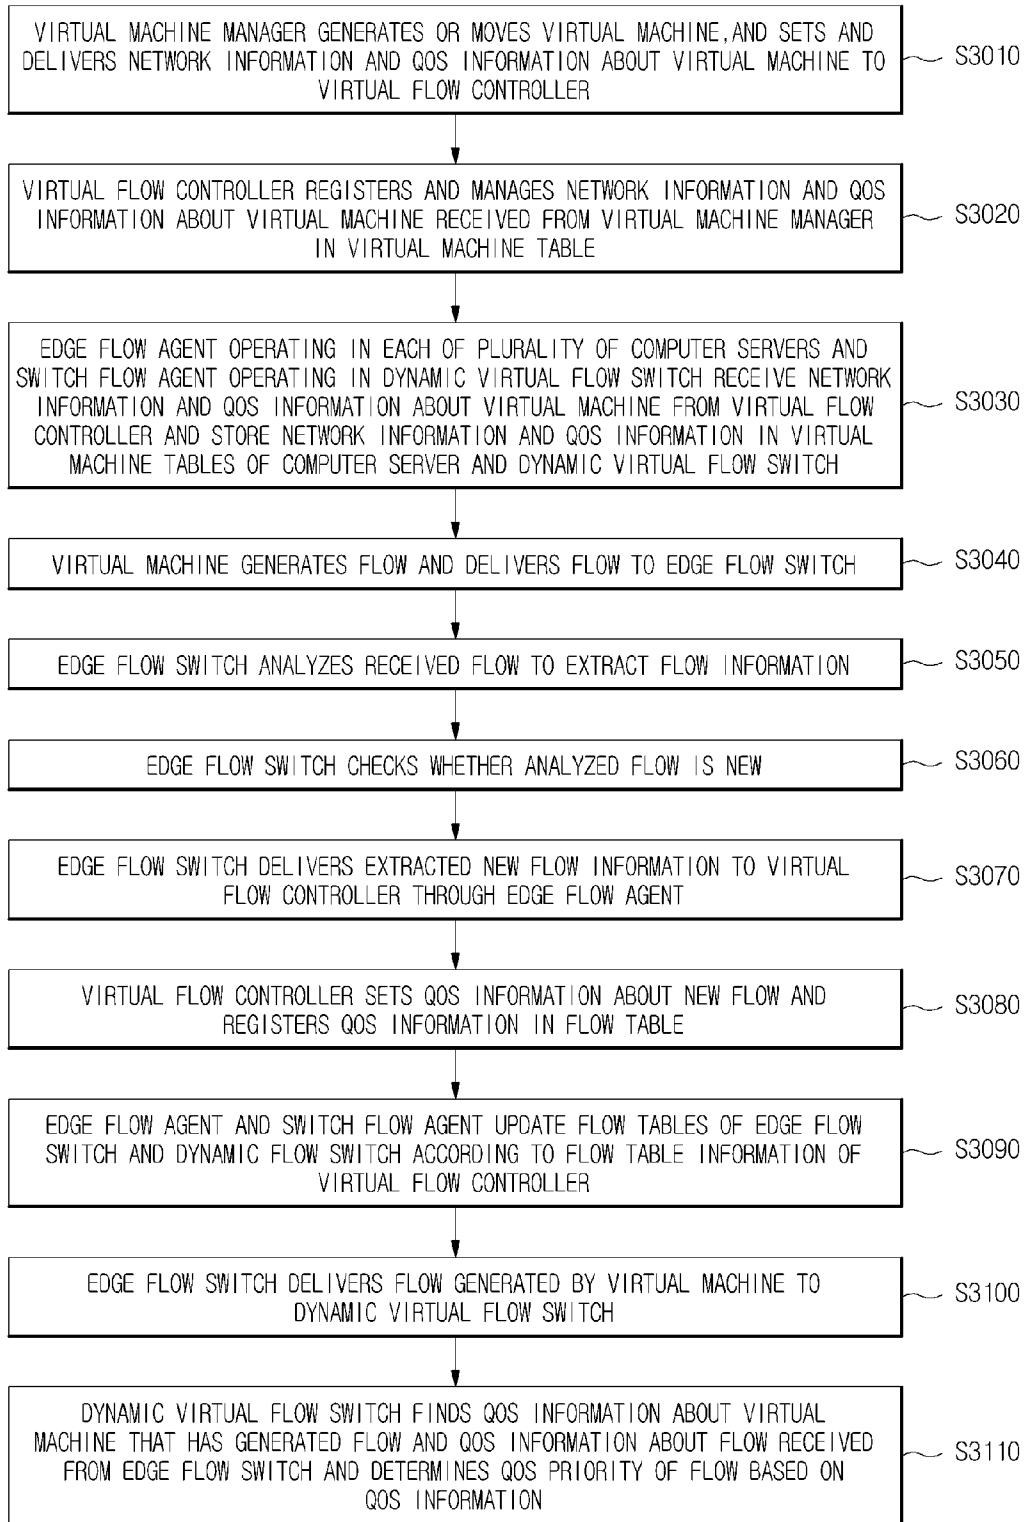 VIRTUAL MACHINE MANAGER GENERATES OR MOVES VIRTUAL MACHINE,AND SETS AND
DELIVERS NETWORK INFORMATION AND QOS INFORMATION ABOUT VIRTUAL MACHINE TO
VIRTUAL FLOW CONTROLLER
S3010
VIRTUAL FLOW CONTROLLER REGISTERS AND MANAGES NETWORK INFORMATION AND QOS
INFORMATION ABOUT VIRTUAL MACHINE RECEIVED FROM VIRTUAL MACHINE MANAGER
IN VIRTUAL MACHINE TABLE
S3020
EDGE FLOW AGENT OPERATING IN EACH OF PLURALITY OF COMPUTER SERVERS AND
SWITCH FLOW AGENT OPERATING IN DYNAMIC VIRTUAL FLOW SWITCH RECEIVE NETWORK
INFORMATION AND QOS INFORMATION ABOUT VIRTUAL MACHINE FROM VIRTUAL FLOW
CONTROLLER AND STORE NETWORK INFORMATION AND QOS INFORMATION IN VIRTUAL
MACHINE TABLES OF COMPUTER SERVER AND DYNAMIC VIRTUAL FLOW SWITCH
S3030
VIRTUAL MACHINE GENERATES FLOW AND DELIVERS FLOW TO EDGE FLOW SWITCH
S3040
EDGE FLOW SWITCH ANALYZES RECEIVED FLOW TO EXTRACT FLOW INFORMATION
S3050
EDGE FLOW SWITCH CHECKS WHETHER ANALYZED FLOW IS NEW
S3060
EDGE FLOW SWITCH DELIVERS EXTRACTED NEW FLOW INFORMATION TO VIRTUAL
FLOW CONTROLLER THROUGH EDGE FLOW AGENT
S3070
VIRTUAL FLOW CONTROLLER SETS QOS INFORMATION ABOUT NEW FLOW AND
REGISTERS QOS INFORMATION IN FLOW TABLE
S3080
EDGE FLOW AGENT AND SWITCH FLOW AGENT UPDATE FLOW TABLES OF EDGE FLOW
SWITCH AND DYNAMIC FLOW SWITCH ACCORDING TO FLOW TABLE INFORMATION OF
VIRTUAL FLOW CONTROLLER
S3090
EDGE FLOW SWITCH DELIVERS FLOW GENERATED BY VIRTUAL MACHINE TO
DYNAMIC VIRTUAL FLOW SWITCH
S3100
DYNAMIC VIRTUAL FLOW SWITCH FINDS QOS INFORMATION ABOUT VIRTUAL
MACHINE THAT HAS GENERATED FLOW AND QOS INFORMATION ABOUT FLOW RECEIVED
FROM EDGE FLOW SWITCH AND DETERMINES QOS PRIORITY OF FLOW BASED ON
QOS INFORMATION
S3110